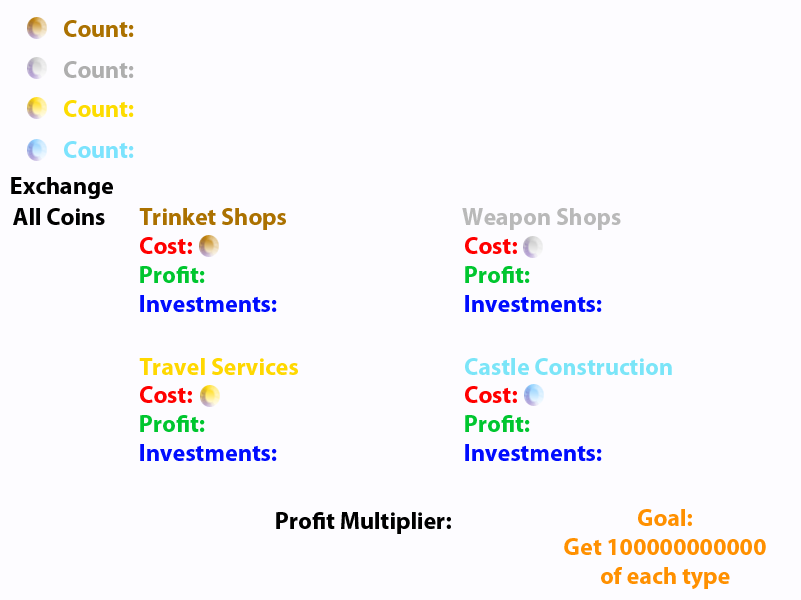 Count:
Count:
Count:
Count:
Exchange
All Coins
Trinket Shops
Cost:
Profit:
Investments:
Weapon Shops
Cost:
Profit:
Investments:
Travel Services
Cost:
Profit:
Investments:
Castle Construction
Cost:
Profit:
Investments:
Profit Multiplier:
Goal:
Get 100000000000
of each type